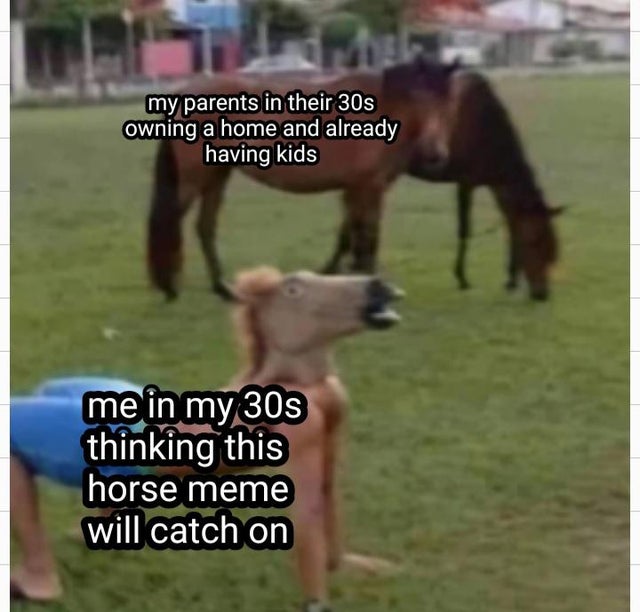 my parents in their 30s
owning a home and already
having kids
me in my 30s
thinking this
horse meme
will catch on